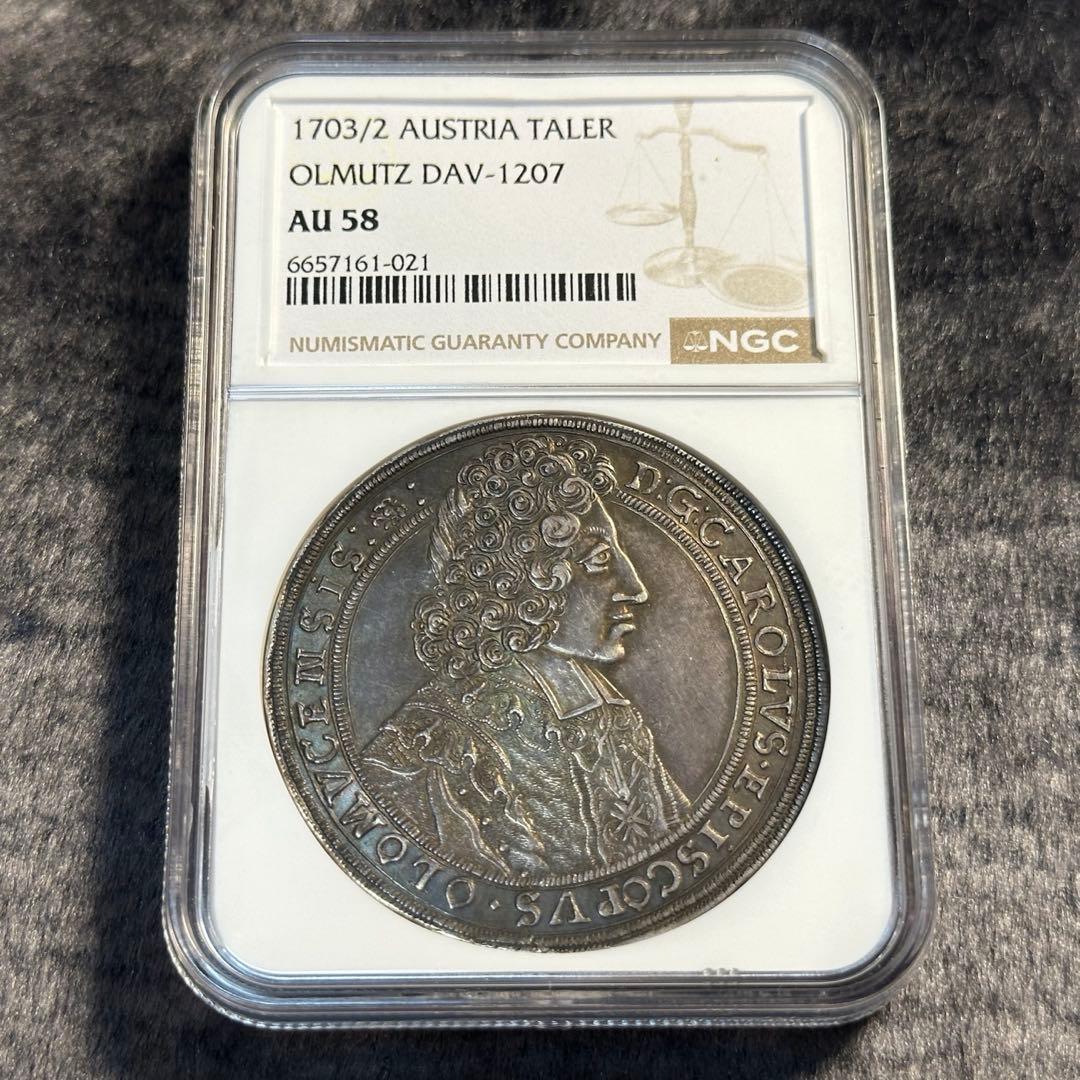 1703/2 AUSTRIA TALER
OLMUTZ DAV-1207
AU 58
6657161-021
NUMISMATIC GUARANTY COMPANY NGC
D:G:CAROLVS·EPISCOPVS·OLOMVCENSiS·